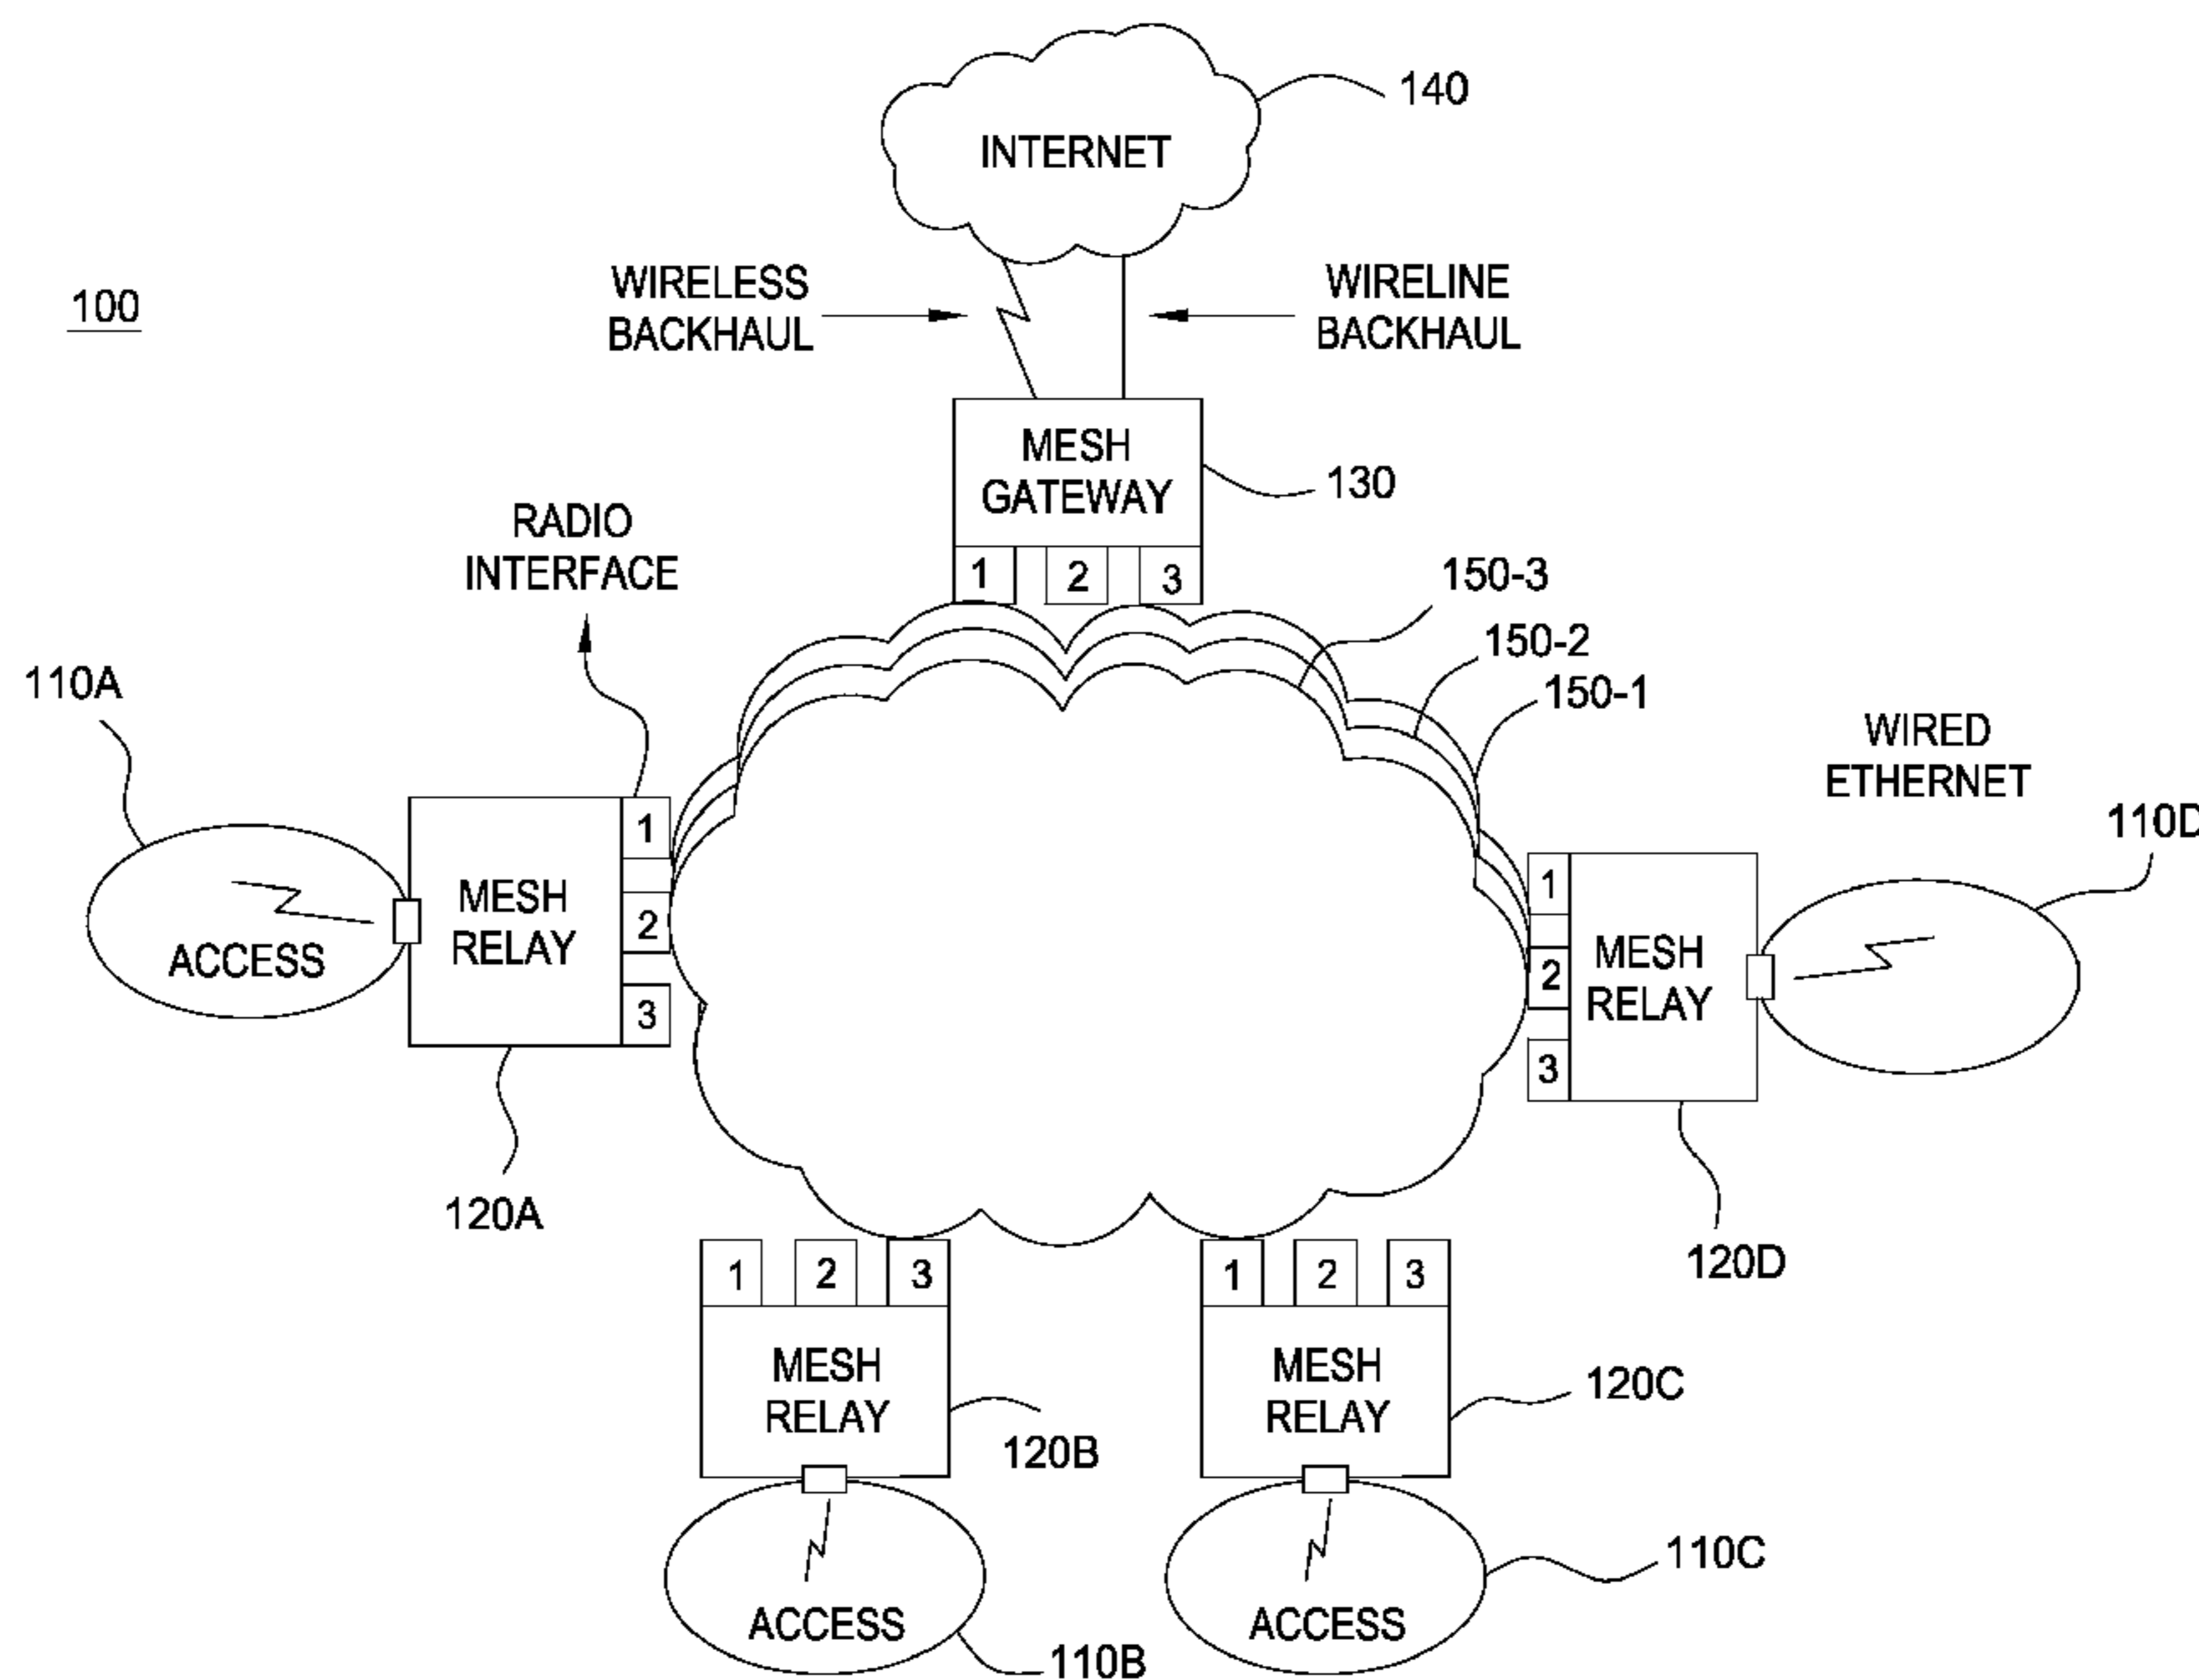 140
INTERNET
100
WIRELESS
BACKHAUL
WIRELINE
BACKHAUL
MESH
GATEWAY
130
1 2 3
RADIO
INTERFACE
150-3
150-2
150-1
110A
WIRED
ETHERNET
110D
ACCESS
MESH
RELAY
1
2
3
120A
1
2
3
MESH
RELAY
120D
1 2 3
MESH
RELAY
120B
1 2 3
MESH
RELAY
120C
ACCESS
110B
ACCESS
110C